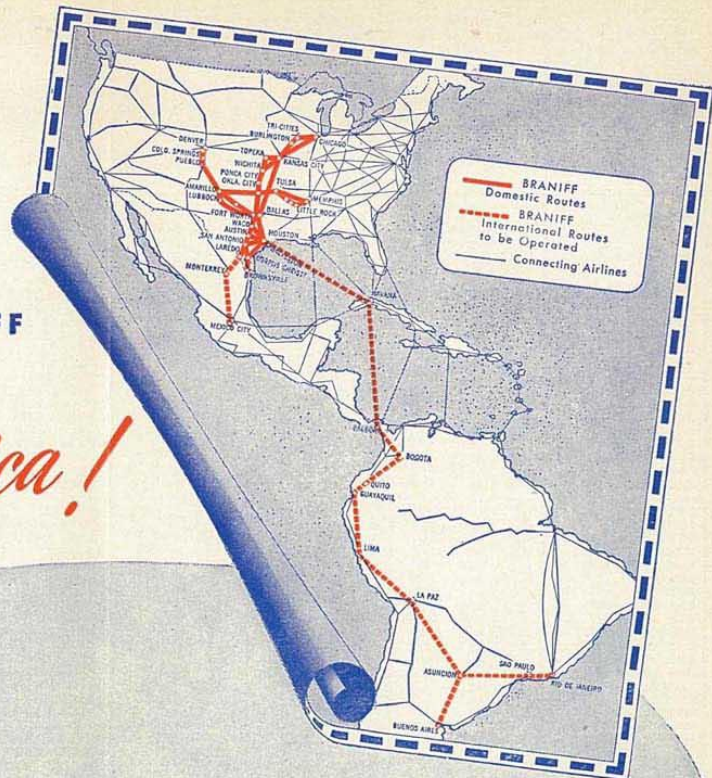 BRANIFF
Domestic Routes
BRANIFF
International Routes
to be Operated
Connecting Airlines
TRI-CITIES
BURLINGTON
CHICAGO
DENVER
COLO. SPRINGS
PUEBLO
TOPEKA
KANSAS CITY
WICHITA
PONCA CITY
OKLA. CITY
TULSA
AMARILLO
LUBBOCK
MEMPHIS
LITTLE ROCK
DALLAS
FORT WORTH
WACO
AUSTIN
HOUSTON
SAN ANTONIO
LAREDO
CORPUS CHRISTI
BROWNSVILLE
MONTERREY
HAVANA
MEXICO CITY
BALBOA
BOGOTA
QUITO
GUAYAQUIL
LIMA
LA PAZ
ASUNCION
SAO PAULO
RIO DE JANEIRO
BUENOS AIRES